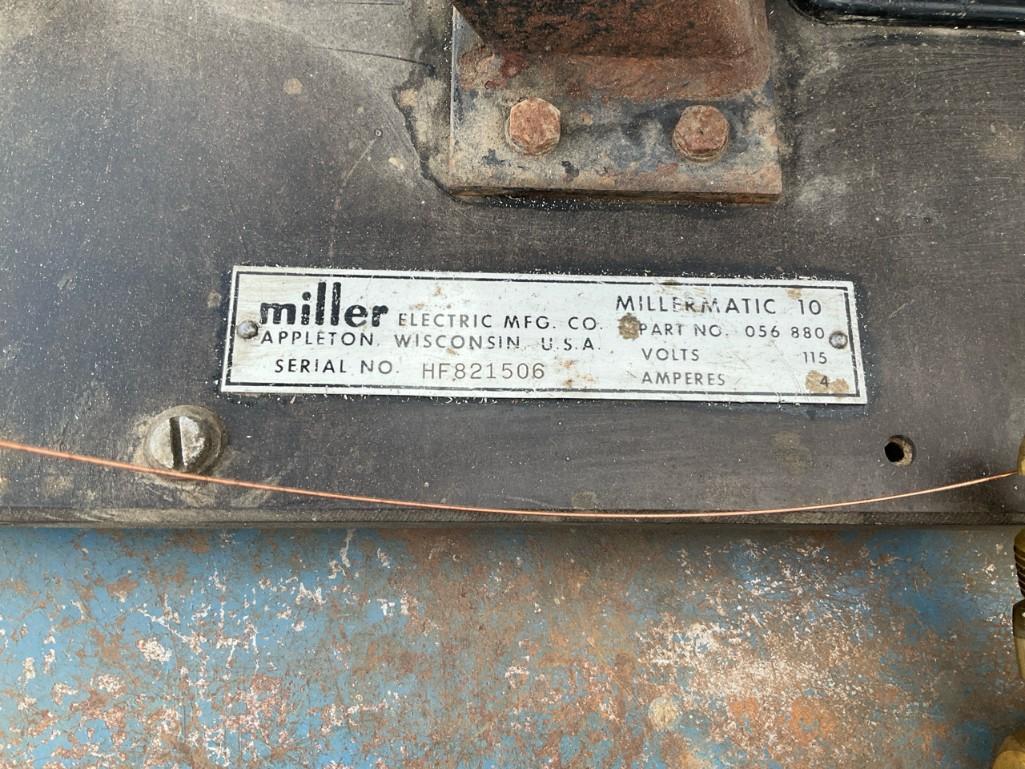 miller ELECTRIC MFG. CO.
APPLETON, WISCONSIN, U.S.A.
SERIAL NO. HF821506
MILLERMATIC 10
PART NO. 056 880
VOLTS 115
AMPERES 4